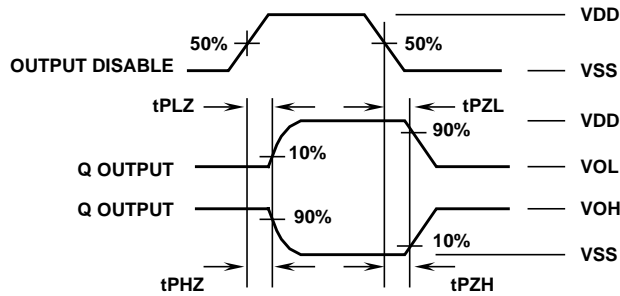 VDD
50%
50%
OUTPUT DISABLE
VSS
tPLZ
tPZL
VDD
90%
10%
Q OUTPUT
VOL
Q OUTPUT
VOH
90%
10%
VSS
tPHZ
tPZH